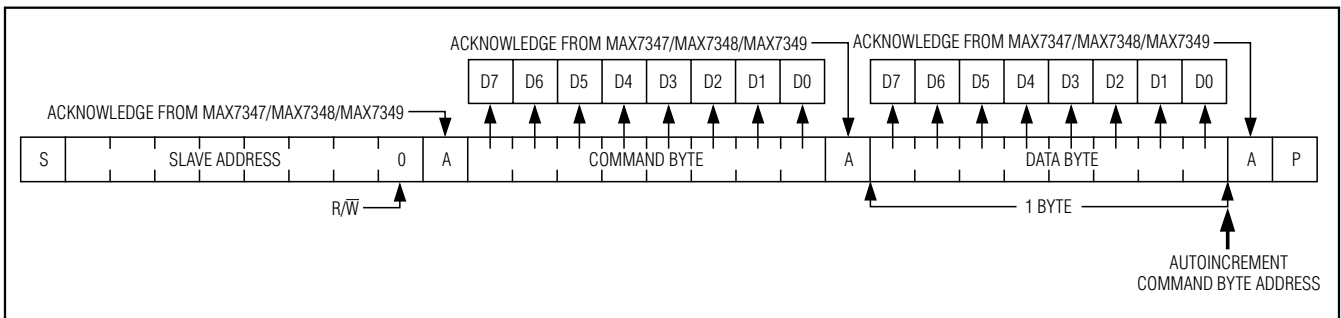 ACKNOWLEDGE FROM MAX7347/MAX7348/MAX7349 ACKNOWLEDGE FROM MAX7347/MAX7348/MAX7349
D7 D6 D5 D4 D3 D2 D1 D0 D7 D6 D5 D4 D3 D2 D1 D0
ACKNOWLEDGE FROM MAX7347/MAX7348/MAX7349
S SLAVE ADDRESS 0 A COMMAND BYTE A DATA BYTE A P
R/W̅ 1 BYTE
AUTOINCREMENT
COMMAND BYTE ADDRESS